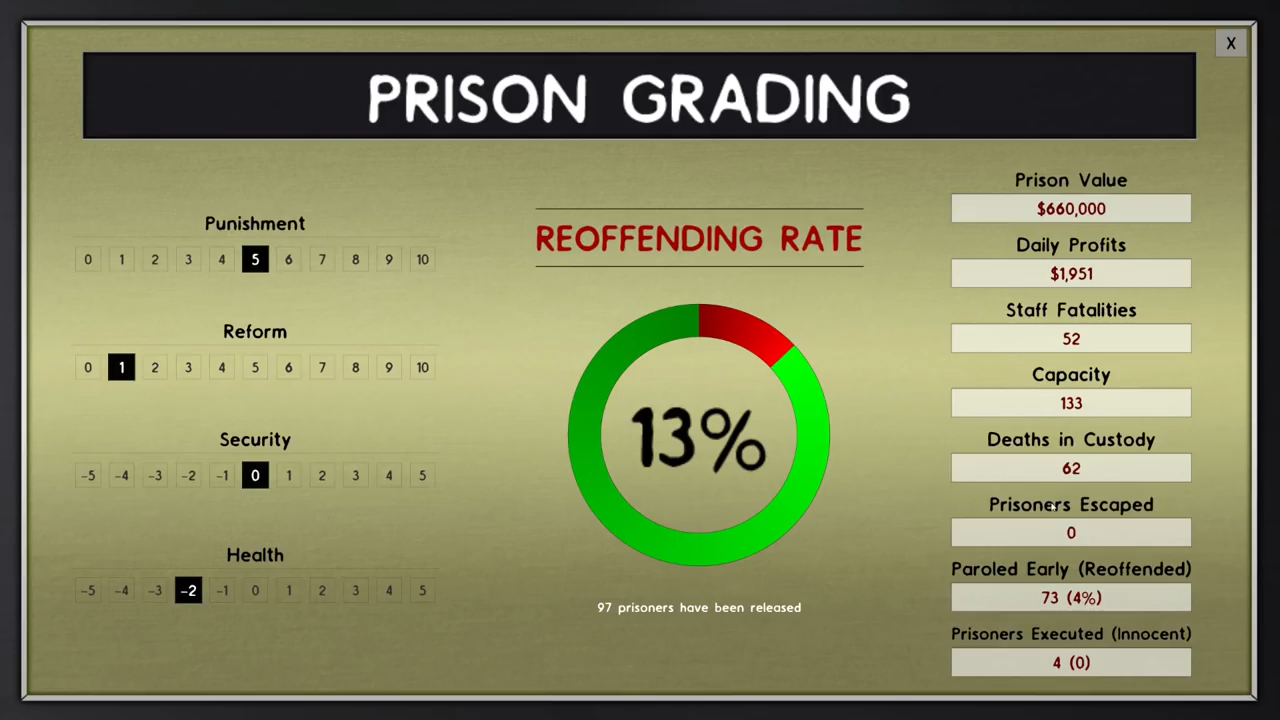 X
PRISON GRADING
Punishment
0 1 2 3 4 5 6 7 8 9 10
Reform
0 1 2 3 4 5 6 7 8 9 10
Security
-5 -4 -3 -2 -1 0 1 2 3 4 5
Health
-5 -4 -3 -2 -1 0 1 2 3 4 5
REOFFENDING RATE
13%
97 prisoners have been released
Prison Value
$660,000
Daily Profits
$1,951
Staff Fatalities
52
Capacity
133
Deaths in Custody
62
Prisoners Escaped
0
Paroled Early (Reoffended)
73 (4%)
Prisoners Executed (Innocent)
4 (0)